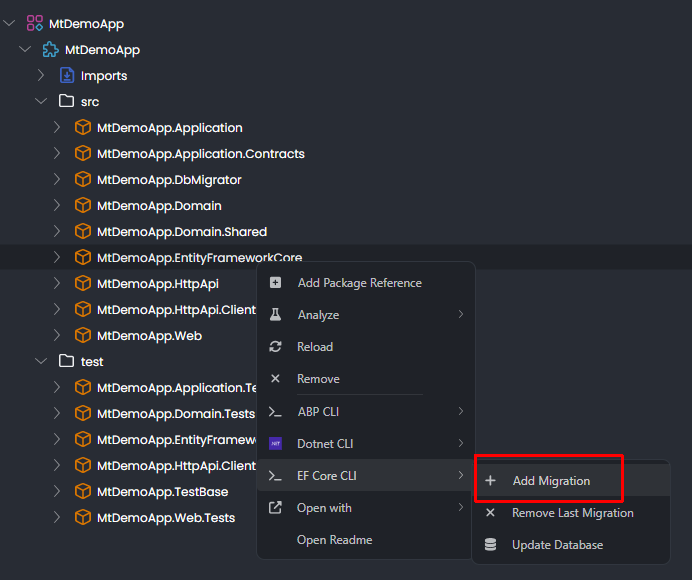 MtDemoApp
MtDemoApp
Imports
src
MtDemoApp.Application
MtDemoApp.Application.Contracts
MtDemoApp.DbMigrator
MtDemoApp.Domain
MtDemoApp.Domain.Shared
MtDemoApp.EntityFrameworkCore
MtDemoApp.HttpApi
MtDemoApp.HttpApi.Client
MtDemoApp.Web
test
MtDemoApp.Application.Te
MtDemoApp.Domain.Tests
MtDemoApp.EntityFramewo
MtDemoApp.HttpApi.Client
MtDemoApp.TestBase
MtDemoApp.Web.Tests
Add Package Reference
Analyze
Reload
Remove
ABP CLI
.NET Dotnet CLI
EF Core CLI
Open with
Open Readme
Add Migration
Remove Last Migration
Update Database